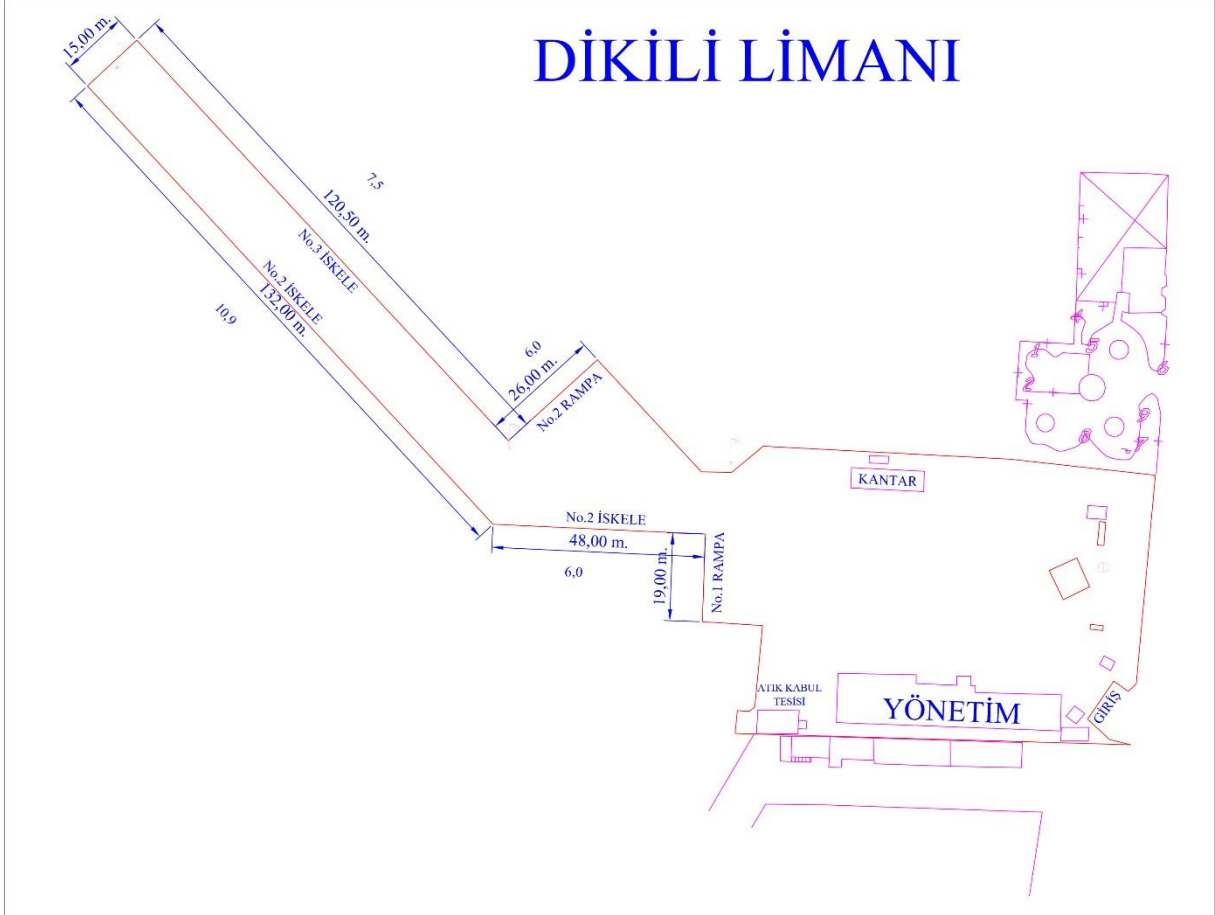 DİKİLİ LİMANI
15,00 m.
7,5
120,50 m.
No.3 İSKELE
No.2 İSKELE
132,00 m.
10,9
6,0
26,00 m.
No.2 RAMPA
KANTAR
No.2 İSKELE
48,00 m.
6,0
19,00 m.
No.1 RAMPA
ATIK KABUL
TESİSİ
YÖNETİM
GİRİŞ